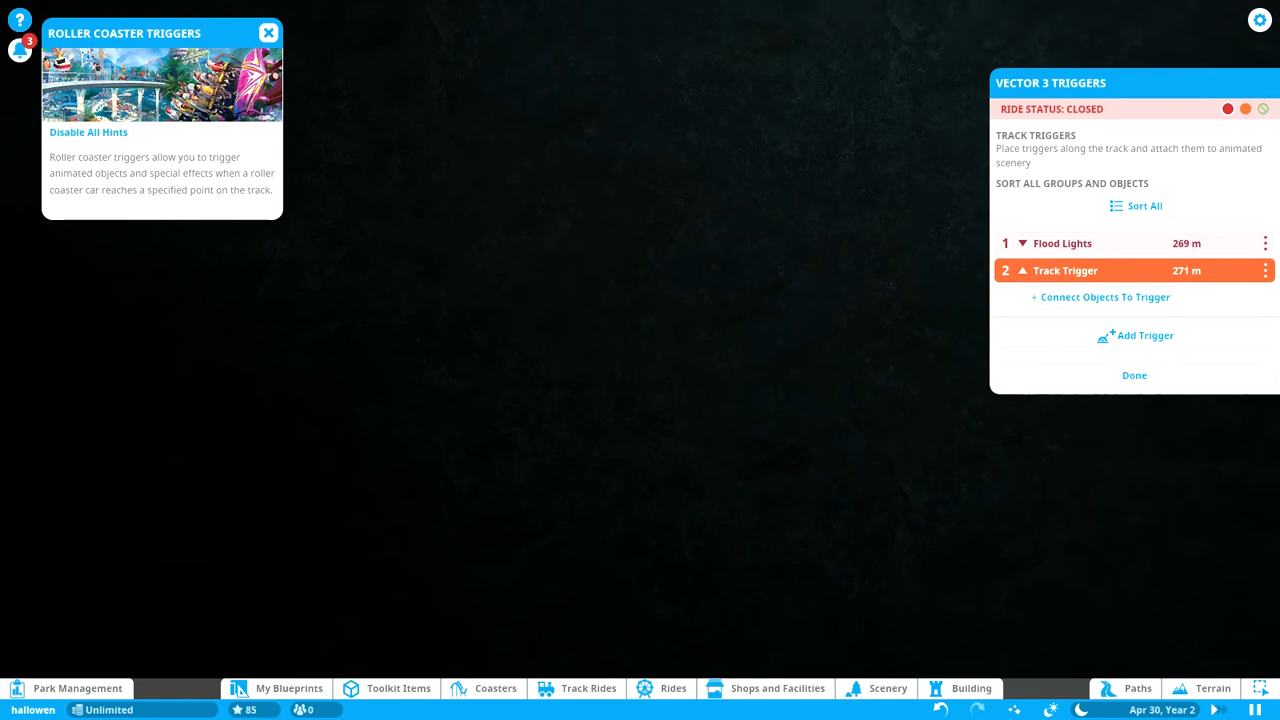 ?
3
ROLLER COASTER TRIGGERS
Disable All Hints
Roller coaster triggers allow you to trigger
animated objects and special effects when a roller
coaster car reaches a specified point on the track.
VECTOR 3 TRIGGERS
RIDE STATUS: CLOSED
TRACK TRIGGERS
Place triggers along the track and attach them to animated
scenery
SORT ALL GROUPS AND OBJECTS
Sort All
1 Flood Lights 269 m
2 Track Trigger 271 m
+ Connect Objects To Trigger
Add Trigger
Done
Park Management My Blueprints Toolkit Items Coasters Track Rides Rides Shops and Facilities Scenery Building Paths Terrain
hallowen Unlimited 85 0 Apr 30, Year 2